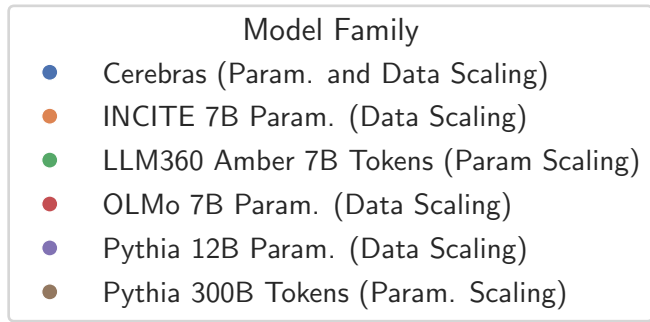 Model Family
Cerebras (Param. and Data Scaling)
INCITE 7B Param. (Data Scaling)
LLM360 Amber 7B Tokens (Param Scaling)
OLMo 7B Param. (Data Scaling)
Pythia 12B Param. (Data Scaling)
Pythia 300B Tokens (Param. Scaling)